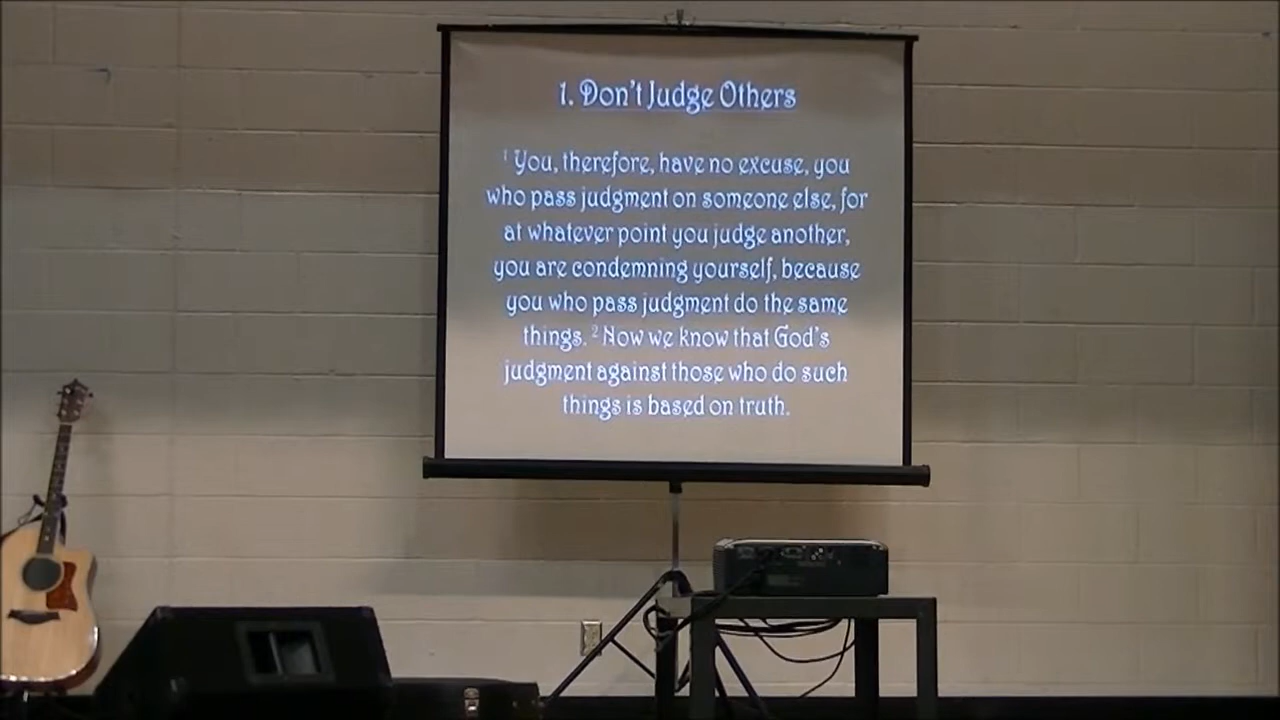 1. Don't Judge Others
1 You, therefore, have no excuse, you
who pass judgment on someone else, for
at whatever point you judge another,
you are condemning yourself, because
you who pass judgment do the same
things. 2 Now we know that God's
judgment against those who do such
things is based on truth.